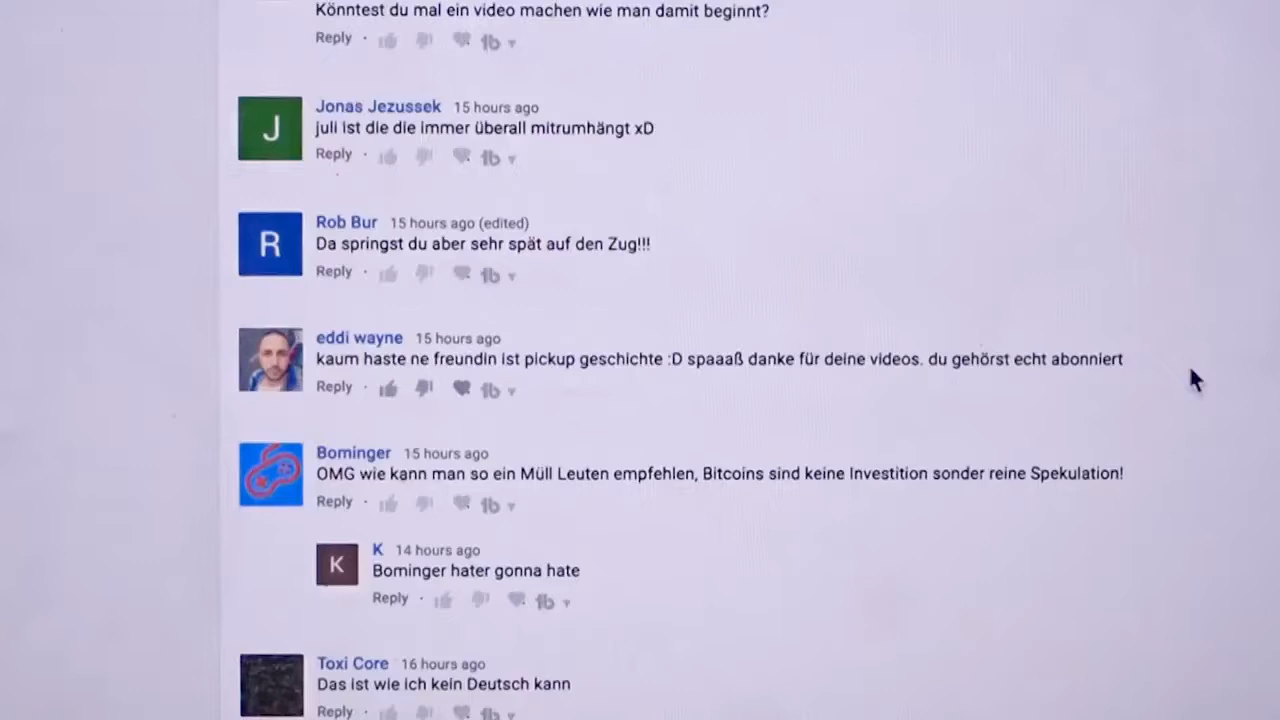 Könntest du mal ein video machen wie man damit beginnt?
Reply
Jonas Jezussek 15 hours ago
juli ist die die immer überall mitrumhängt xD
Reply
Rob Bur 15 hours ago (edited)
Da springst du aber sehr spät auf den Zug!!!
Reply
eddi wayne 15 hours ago
kaum haste ne freundin ist pickup geschichte :D spaaaß danke für deine videos. du gehörst echt abonniert
Reply
Bominger 15 hours ago
OMG wie kann man so ein Müll Leuten empfehlen, Bitcoins sind keine Investition sonder reine Spekulation!
Reply
K
K 14 hours ago
Bominger hater gonna hate
Reply
Toxi Core 16 hours ago
Das ist wie ich kein Deutsch kann
Reply